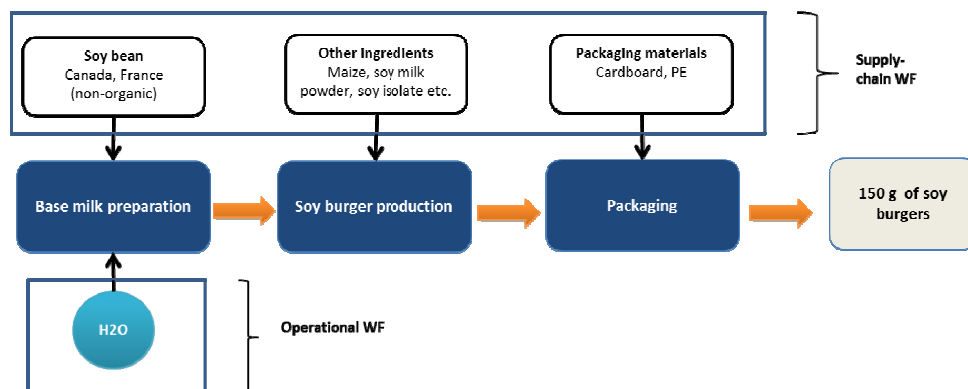 Soy bean
Canada, France
(non-organic)
Other ingredients
Maize, soy milk
powder, soy isolate etc.
Packaging materials
Cardboard, PE
Supply-
chain WF
Base milk preparation
Soy burger production
Packaging
150 g of soy
burgers
H2O
Operational WF